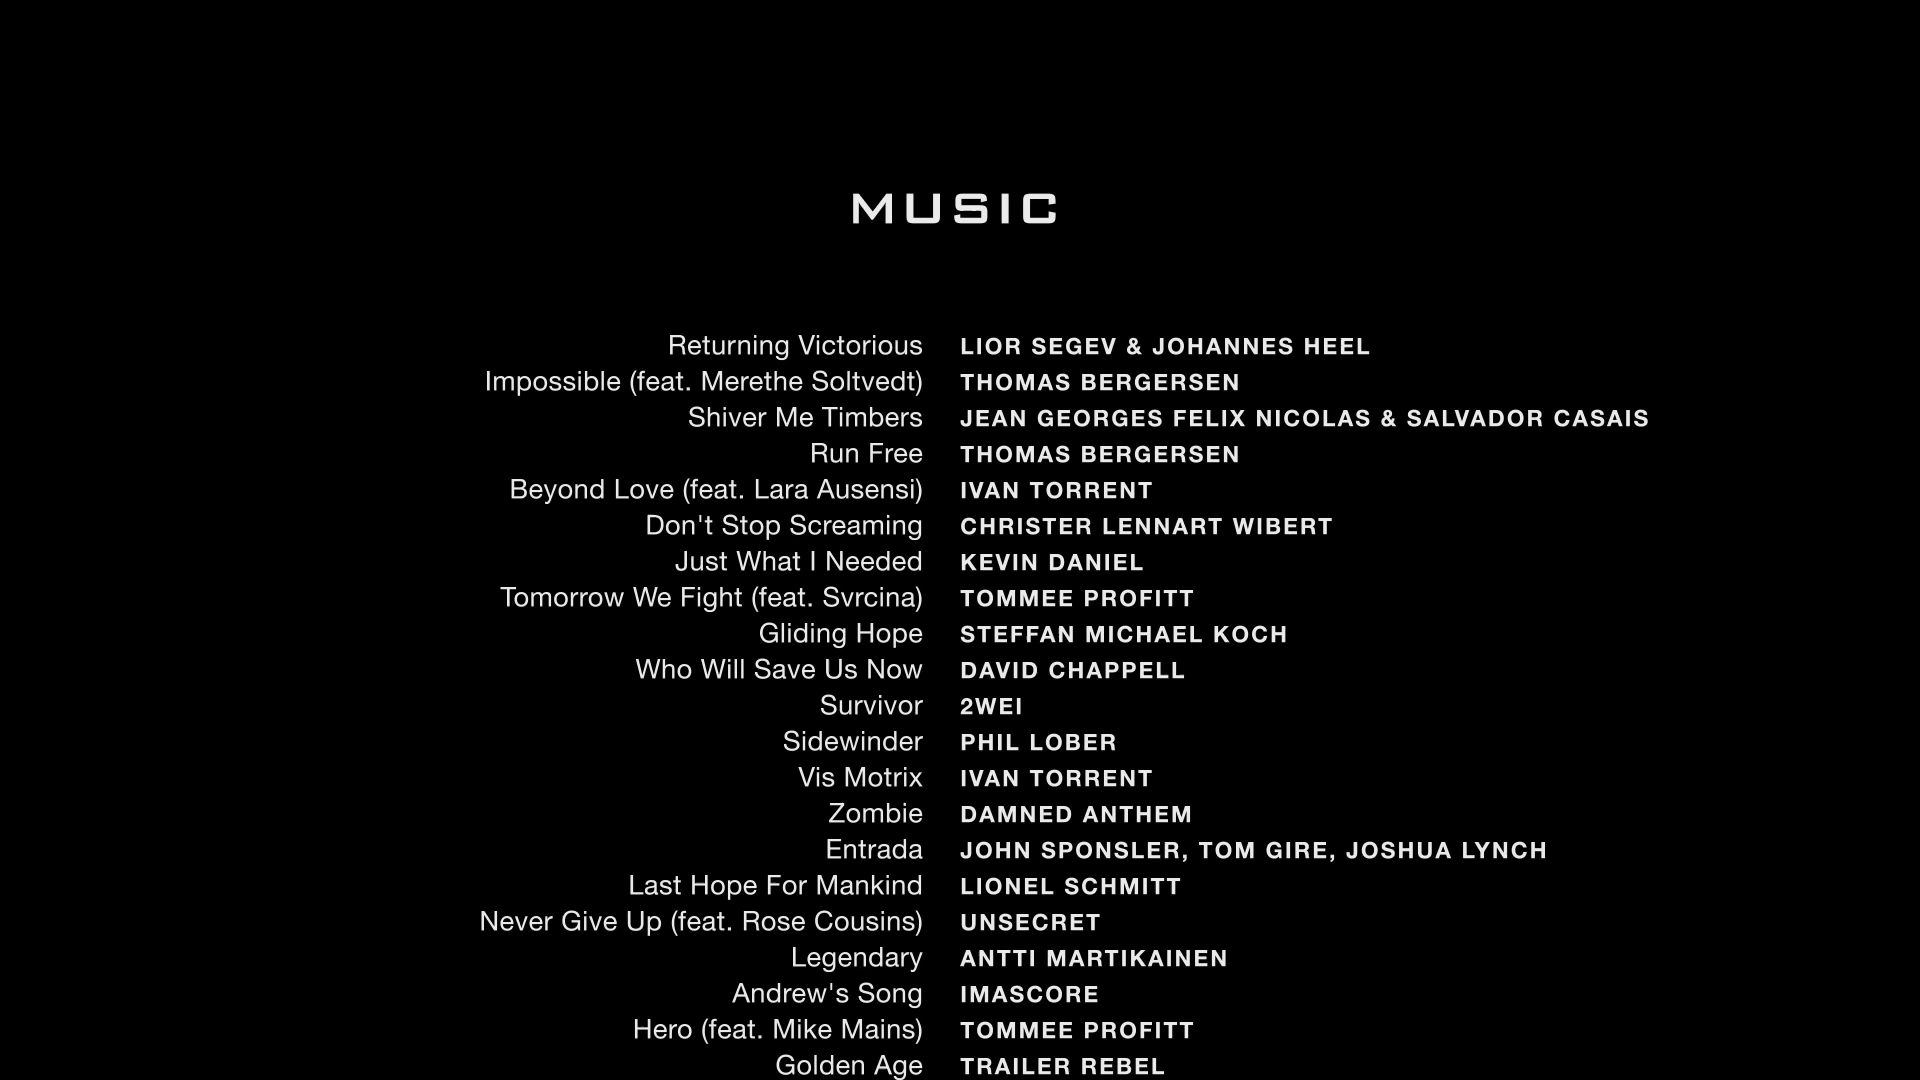 MUSIC
Returning Victorious LIOR SEGEV & JOHANNES HEEL
Impossible (feat. Merethe Soltvedt) THOMAS BERGERSEN
Shiver Me Timbers JEAN GEORGES FELIX NICOLAS & SALVADOR CASAIS
Run Free THOMAS BERGERSEN
Beyond Love (feat. Lara Ausensi) IVAN TORRENT
Don't Stop Screaming CHRISTER LENNART WIBERT
Just What I Needed KEVIN DANIEL
Tomorrow We Fight (feat. Svrcina) TOMMEE PROFITT
Gliding Hope STEFFAN MICHAEL KOCH
Who Will Save Us Now DAVID CHAPPELL
Survivor 2WEI
Sidewinder PHIL LOBER
Vis Motrix IVAN TORRENT
Zombie DAMNED ANTHEM
Entrada JOHN SPONSLER, TOM GIRE, JOSHUA LYNCH
Last Hope For Mankind LIONEL SCHMITT
Never Give Up (feat. Rose Cousins) UNSECRET
Legendary ANTTI MARTIKAINEN
Andrew's Song IMASCORE
Hero (feat. Mike Mains) TOMMEE PROFITT
Golden Age TRAILER REBEL